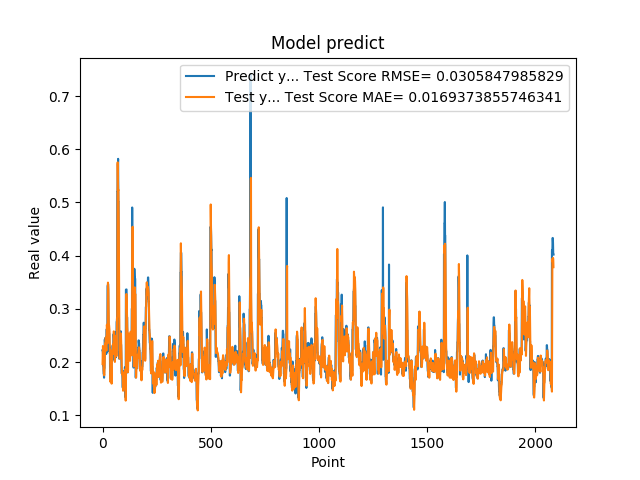 Model predict
Predict y... Test Score RMSE= 0.0305847985829
Test y... Test Score MAE= 0.0169373855746341
0.7
0.6
0.5
0.4
0.3
0.2
0.1
Real value
0 500 1000 1500 2000
Point